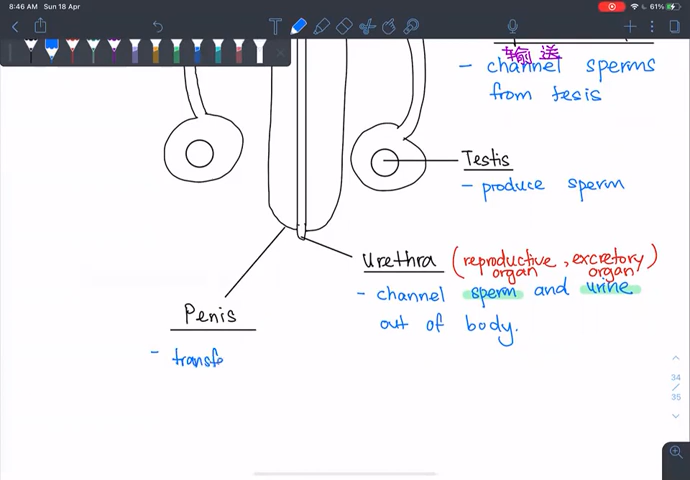 8:46 AM Sun 18 Apr
61%
输送
- channel sperms
from testis
Testis
- produce sperm
Urethra (reproductive organ, excretory organ)
- channel sperm and urine
out of body.
Penis
- transfe
34
/
35